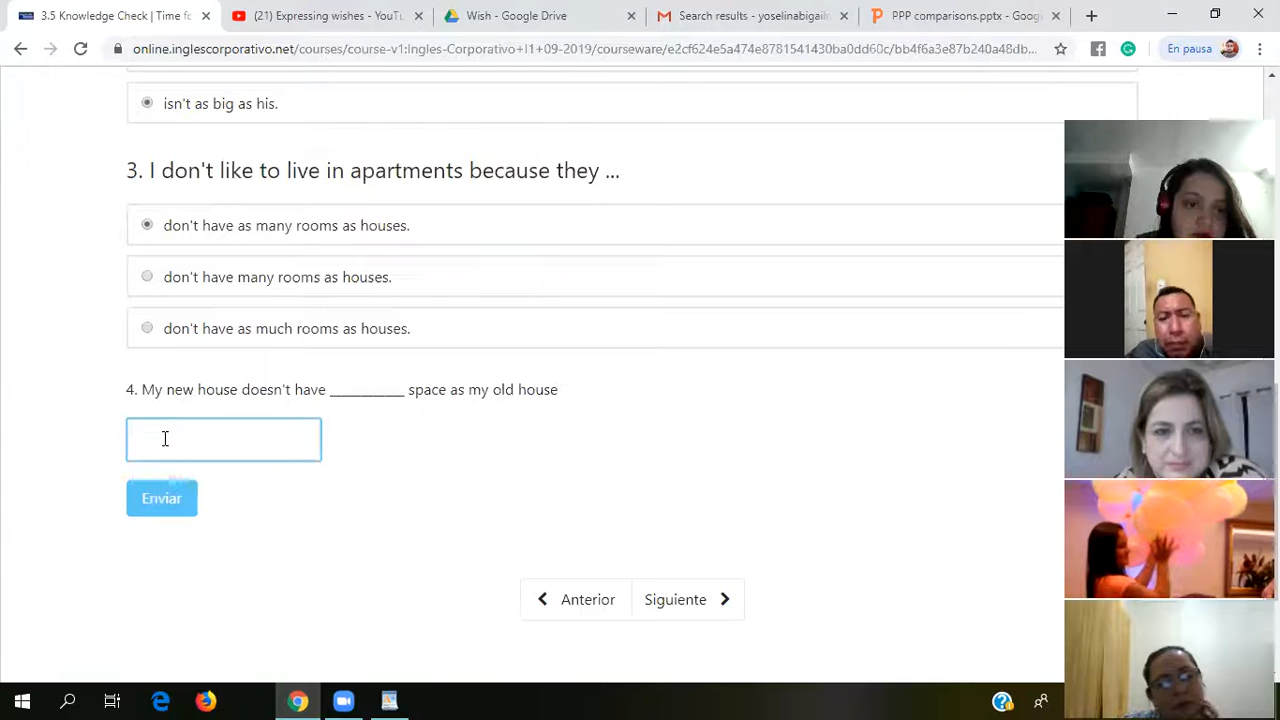 3.5 Knowledge Check | Time fo
(21) Expressing wishes - YouTu
Wish - Google Drive
Search results - yoselinabigailn
PPP comparisons.pptx - Google
online.inglescorporativo.net/courses/course-v1:Ingles-Corporativo+I1+09-2019/courseware/e2cf624e5a474e8781541430ba0dd60c/bb4f6a3e87b240a48db...
En pausa
isn't as big as his.
3. I don't like to live in apartments because they ...
don't have as many rooms as houses.
don't have many rooms as houses.
don't have as much rooms as houses.
4. My new house doesn't have ___________ space as my old house
Enviar
Anterior
Siguiente